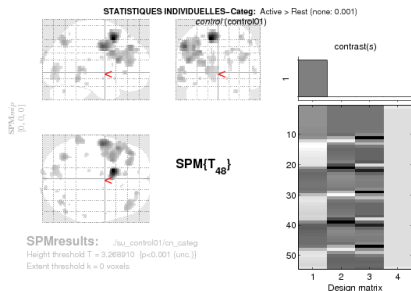 STATISTIQUES INDIVIDUELLES-Categ: Active > Rest (none: 0.001)
control (control01)
contrast(s)
1
<
<
SPMmip
[0, 0, 0]
<
SPM{T48}
10
20
30
40
50
1 2 3 4
Design matrix
SPMresults: ./su_control01/cn_categ
Height threshold T = 3.268910 {p<0.001 (unc.)}
Extent threshold k = 0 voxels